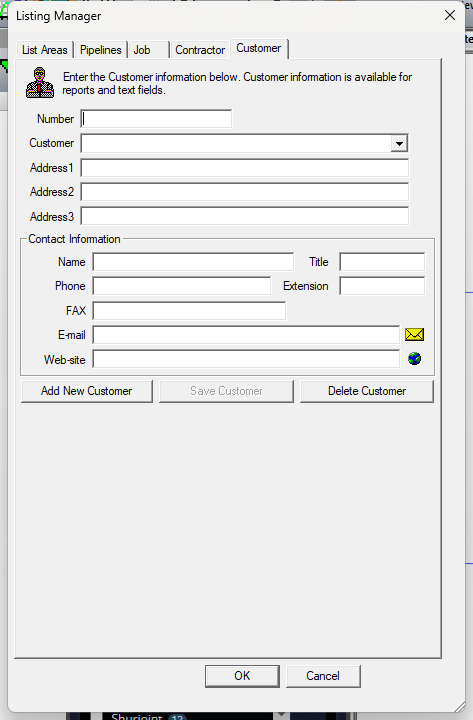 Listing Manager
List Areas
Pipelines
Job
Contractor
Customer
Enter the Customer information below. Customer information is available for
reports and text fields.
Number
Customer
Address1
Address2
Address3
Contact Information
Name
Title
Phone
Extension
FAX
E-mail
Web-site
Add New Customer
Save Customer
Delete Customer
OK
Cancel
Shurjoint 12